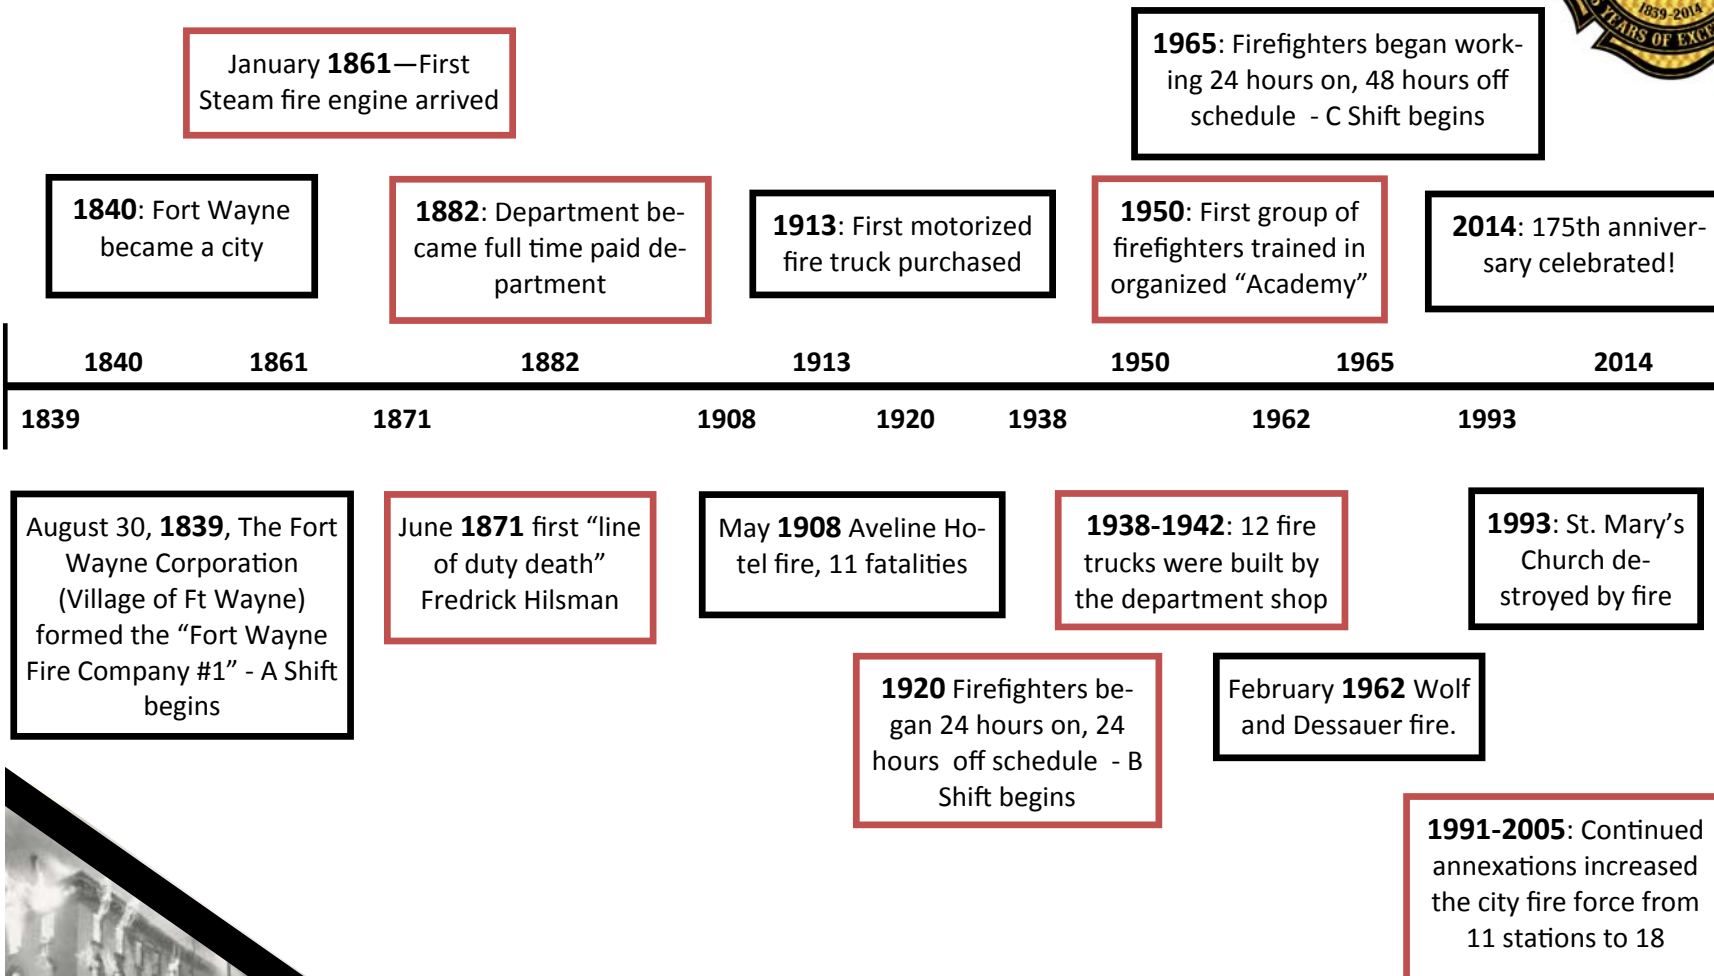 1839-2014
YEARS OF
January 1861—First
Steam fire engine arrived
1965: Firefighters began work-
ing 24 hours on, 48 hours off
schedule - C Shift begins
1840: Fort Wayne
became a city
1882: Department be-
came full time paid de-
partment
1913: First motorized
fire truck purchased
1950: First group of
firefighters trained in
organized “Academy”
2014: 175th anniver-
sary celebrated!
1840 1861 1882 1913 1950 1965 2014
1839 1871 1908 1920 1938 1962 1993
August 30, 1839, The Fort
Wayne Corporation
(Village of Ft Wayne)
formed the “Fort Wayne
Fire Company #1” - A Shift
begins
June 1871 first “line
of duty death”
Fredrick Hilsman
May 1908 Aveline Ho-
tel fire, 11 fatalities
1938-1942: 12 fire
trucks were built by
the department shop
1993: St. Mary’s
Church de-
stroyed by fire
1920 Firefighters be-
gan 24 hours on, 24
hours off schedule - B
Shift begins
February 1962 Wolf
and Dessauer fire.
1991-2005: Continued
annexations increased
the city fire force from
11 stations to 18